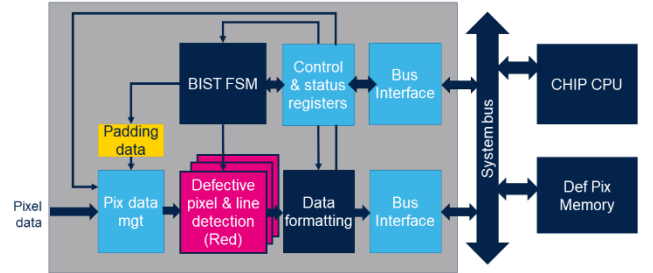 BIST FSM
Control
& status
registers
Bus
Interface
System bus
CHIP CPU
Padding
data
Pixel
data
Pix data
mgt
Defective
pixel & line
detection
(Red)
Data
formatting
Bus
Interface
Def Pix
Memory